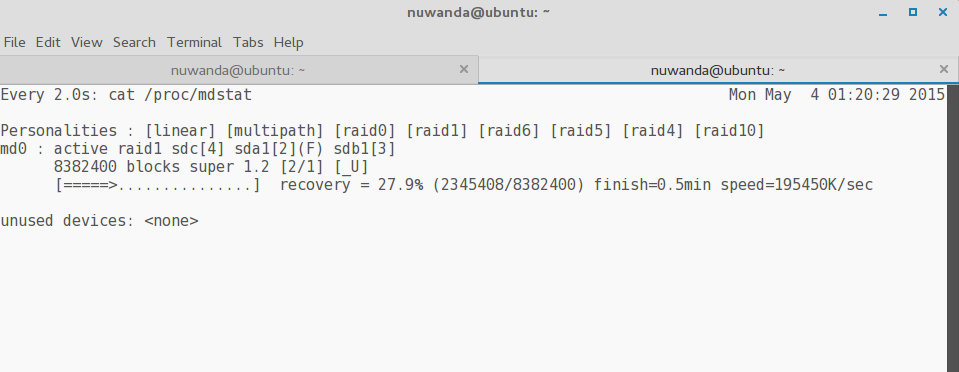 nuwanda@ubuntu: ~
File Edit View Search Terminal Tabs Help
nuwanda@ubuntu: ~ nuwanda@ubuntu: ~
Every 2.0s: cat /proc/mdstat Mon May  4 01:20:29 2015
Personalities : [linear] [multipath] [raid0] [raid1] [raid6] [raid5] [raid4] [raid10]
md0 : active raid1 sdc[4] sda1[2](F) sdb1[3]
8382400 blocks super 1.2 [2/1] [_U]
[=====>...............]  recovery = 27.9% (2345408/8382400) finish=0.5min speed=195450K/sec
unused devices: <none>